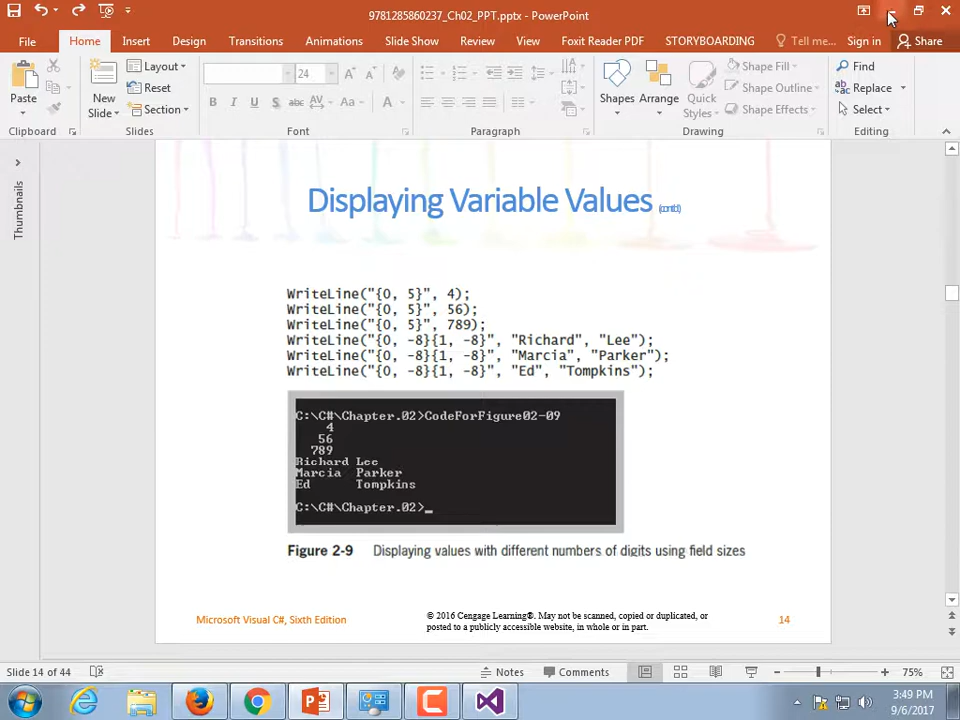 9781285860237_Ch02_PPT.pptx - PowerPoint
File Home Insert Design Transitions Animations Slide Show Review View Foxit Reader PDF STORYBOARDING Tell me... Sign in Share
Paste
New
Slide
Layout
Reset
Section
24
B I U S abc AV Aa A
Shapes Arrange Quick
Styles
Shape Fill
Shape Outline
Shape Effects
Find
Replace
Select
Clipboard Slides Font Paragraph Drawing Editing
Thumbnails
Displaying Variable Values (cont'd)
WriteLine("{0, 5}", 4);
WriteLine("{0, 5}", 56);
WriteLine("{0, 5}", 789);
WriteLine("{0, -8}{1, -8}", "Richard", "Lee");
WriteLine("{0, -8}{1, -8}", "Marcia", "Parker");
WriteLine("{0, -8}{1, -8}", "Ed", "Tompkins");
C:\C#\Chapter.02>CodeForFigure02-09
4
56
789
Richard Lee
Marcia Parker
Ed Tompkins
C:\C#\Chapter.02>_
Figure 2-9 Displaying values with different numbers of digits using field sizes
Microsoft Visual C#, Sixth Edition
© 2016 Cengage Learning®. May not be scanned, copied or duplicated, or
posted to a publicly accessible website, in whole or in part.
14
Slide 14 of 44
Notes Comments 75%
3:49 PM
9/6/2017